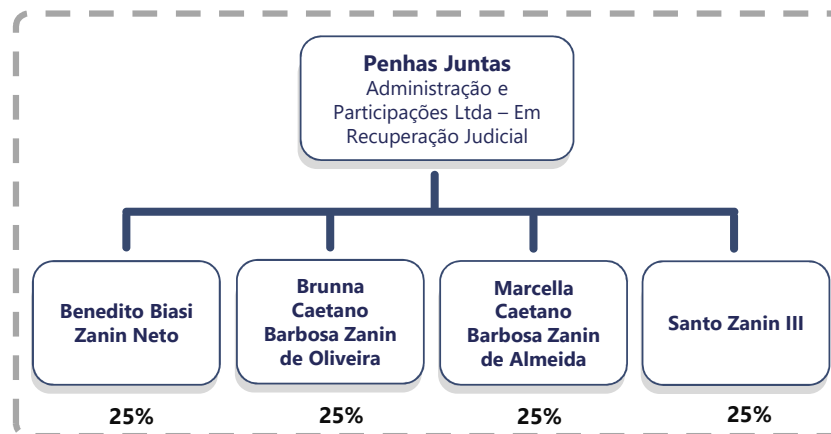 Penhas Juntas
Administração e
Participações Ltda – Em
Recuperação Judicial
Benedito Biasi
Zanin Neto
Brunna
Caetano
Barbosa Zanin
de Oliveira
Marcella
Caetano
Barbosa Zanin
de Almeida
Santo Zanin III
25%
25%
25%
25%